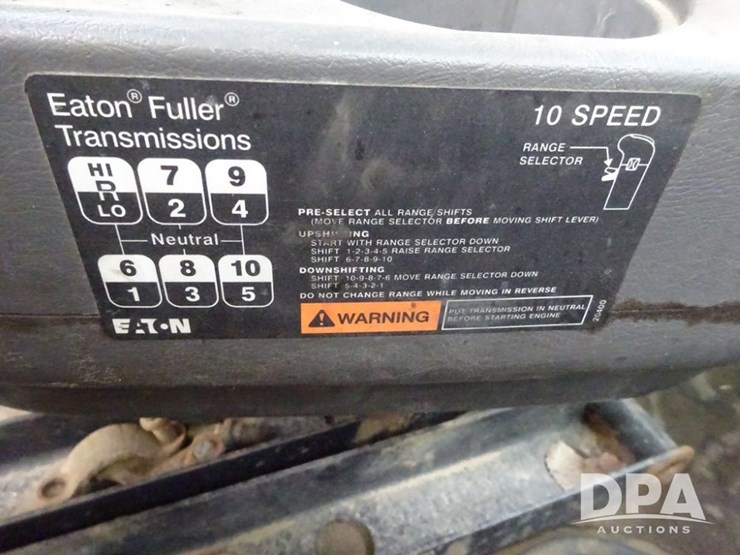 Eaton® Fuller®
Transmissions
10 SPEED
RANGE
SELECTOR
HI R LO
7 2
9 4
Neutral
6 1
8 3
10 5
EATON
PRE-SELECT ALL RANGE SHIFTS
(MOVE RANGE SELECTOR BEFORE MOVING SHIFT LEVER)
START WITH RANGE SELECTOR DOWN
SHIFT 1-2-3-4-5 RAISE RANGE SELECTOR
SHIFT 6-7-8-9-10
DOWNSHIFTING
SHIFT 10-9-8-7-6 MOVE RANGE SELECTOR DOWN
SHIFT 5-4-3-2-1
DO NOT CHANGE RANGE WHILE MOVING IN REVERSE
WARNING
PUT TRANSMISSION IN NEUTRAL
BEFORE STARTING ENGINE
20400
DPA
AUCTIONS